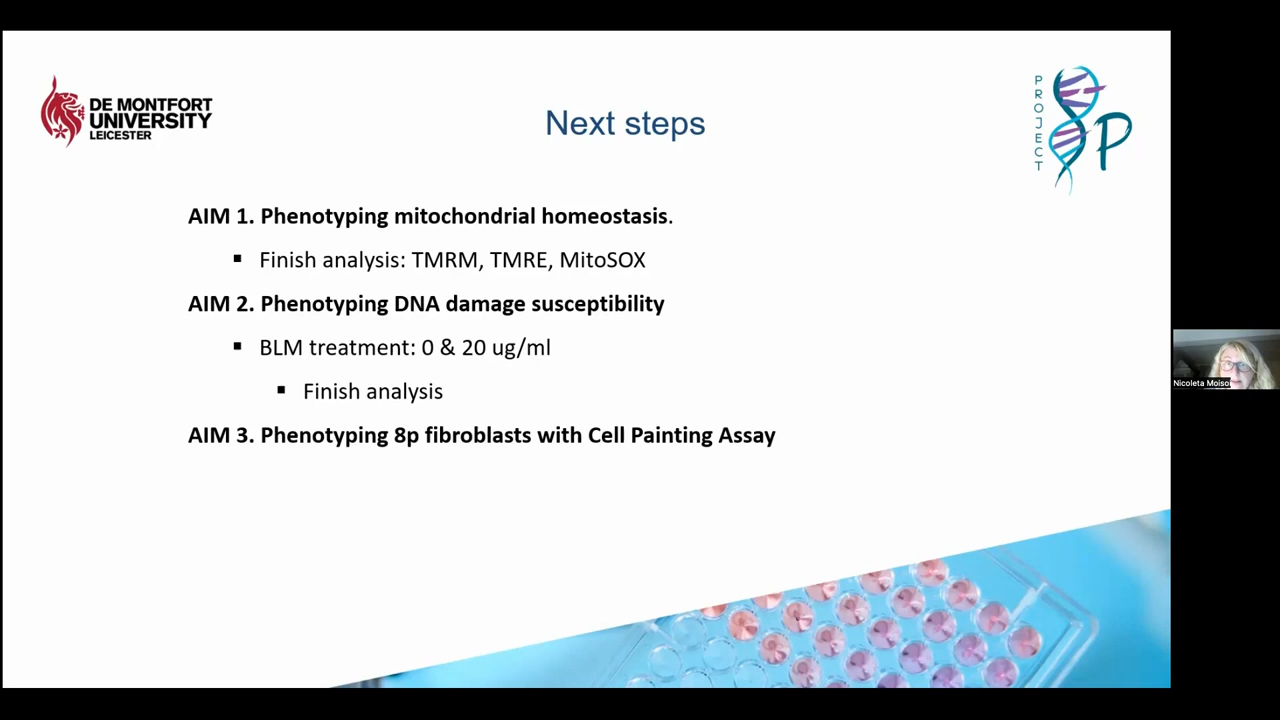 DE MONTFORT
UNIVERSITY
LEICESTER
Next steps
PROJECT
8P
AIM 1. Phenotyping mitochondrial homeostasis.
▪ Finish analysis: TMRM, TMRE, MitoSOX
AIM 2. Phenotyping DNA damage susceptibility
▪ BLM treatment: 0 & 20 ug/ml
▪ Finish analysis
AIM 3. Phenotyping 8p fibroblasts with Cell Painting Assay
Nicoleta Moiso